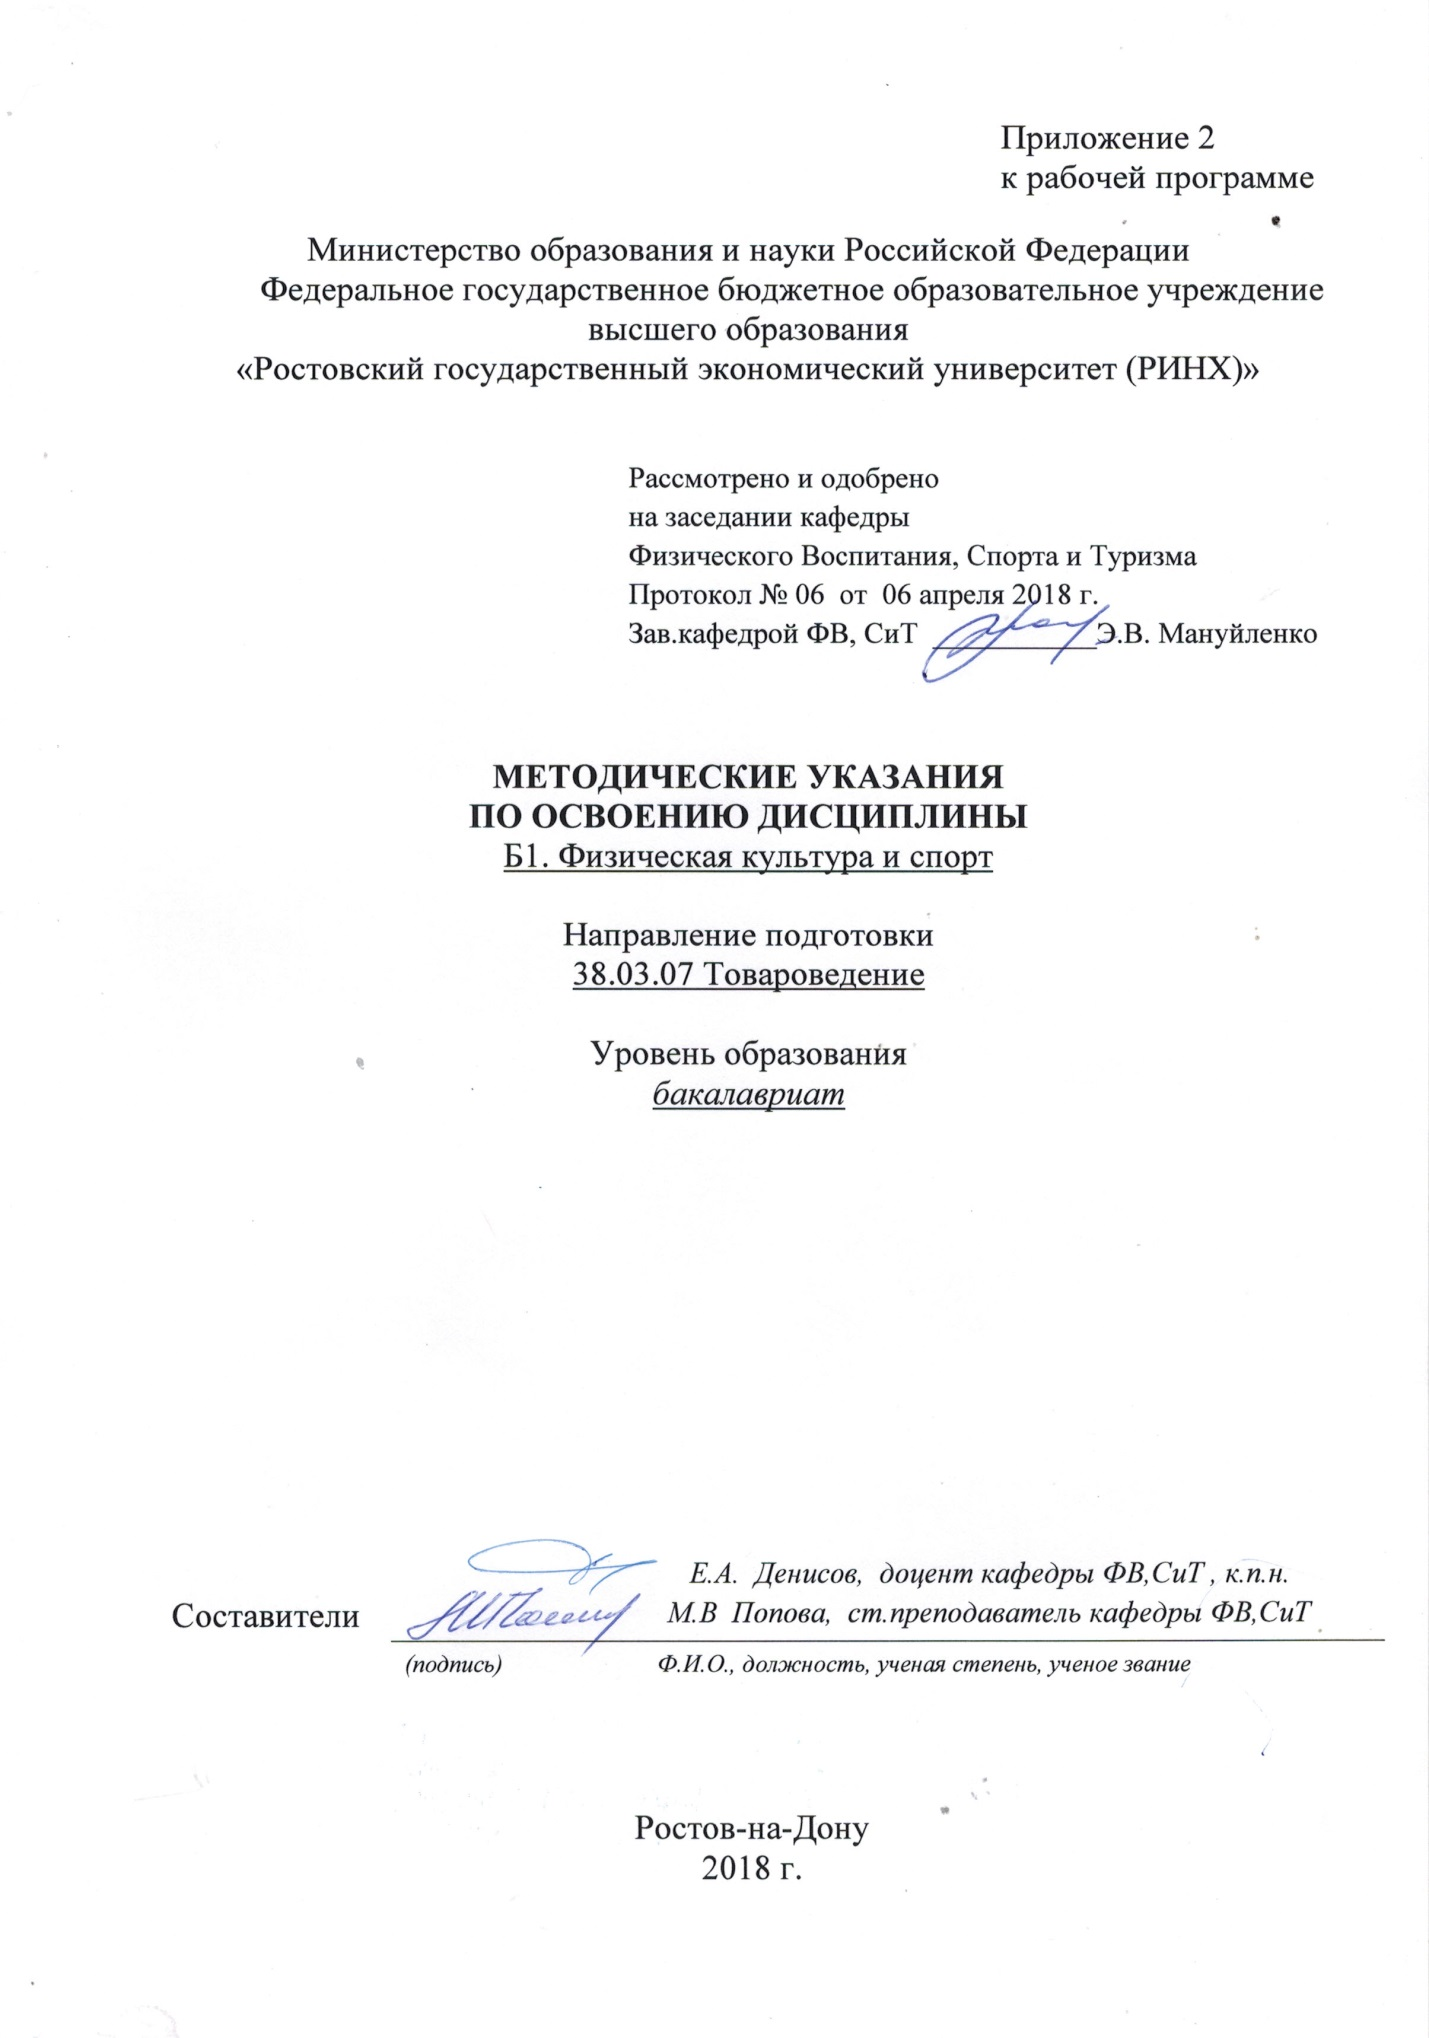 Приложение 2
к рабочей программе
Министерство образования и науки Российской Федерации
Федеральное государственное бюджетное образовательное учреждение
высшего образования
«Ростовский государственный экономический университет (РИНХ)»
Рассмотрено и одобрено
на заседании кафедры
Физического Воспитания, Спорта и Туризма
Протокол № 06 от 06 апреля 2018 г.
Зав.кафедрой ФВ, СиТ ____________Э.В. Мануйленко
МЕТОДИЧЕСКИЕ УКАЗАНИЯ
ПО ОСВОЕНИЮ ДИСЦИПЛИНЫ
Б1. Физическая культура и спорт
Направление подготовки
38.03.07 Товароведение
Уровень образования
бакалавриат
Е.А. Денисов, доцент кафедры ФВ,СиТ , к.п.н.
Составители М.В Попова, ст.преподаватель кафедры ФВ,СиТ
(подпись) Ф.И.О., должность, ученая степень, ученое звание
Ростов-на-Дону
2018 г.